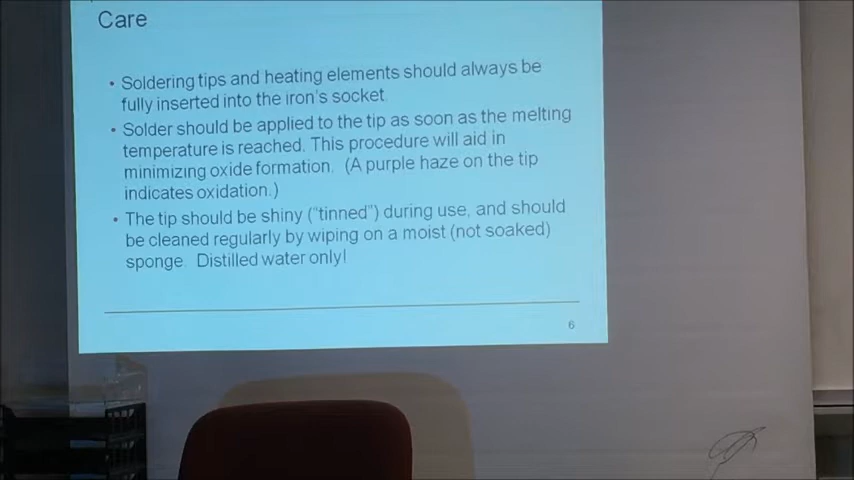 Care
• Soldering tips and heating elements should always be
fully inserted into the iron's socket.
• Solder should be applied to the tip as soon as the melting
temperature is reached. This procedure will aid in
minimizing oxide formation. (A purple haze on the tip
indicates oxidation.)
• The tip should be shiny ("tinned") during use, and should
be cleaned regularly by wiping on a moist (not soaked)
sponge. Distilled water only!
6